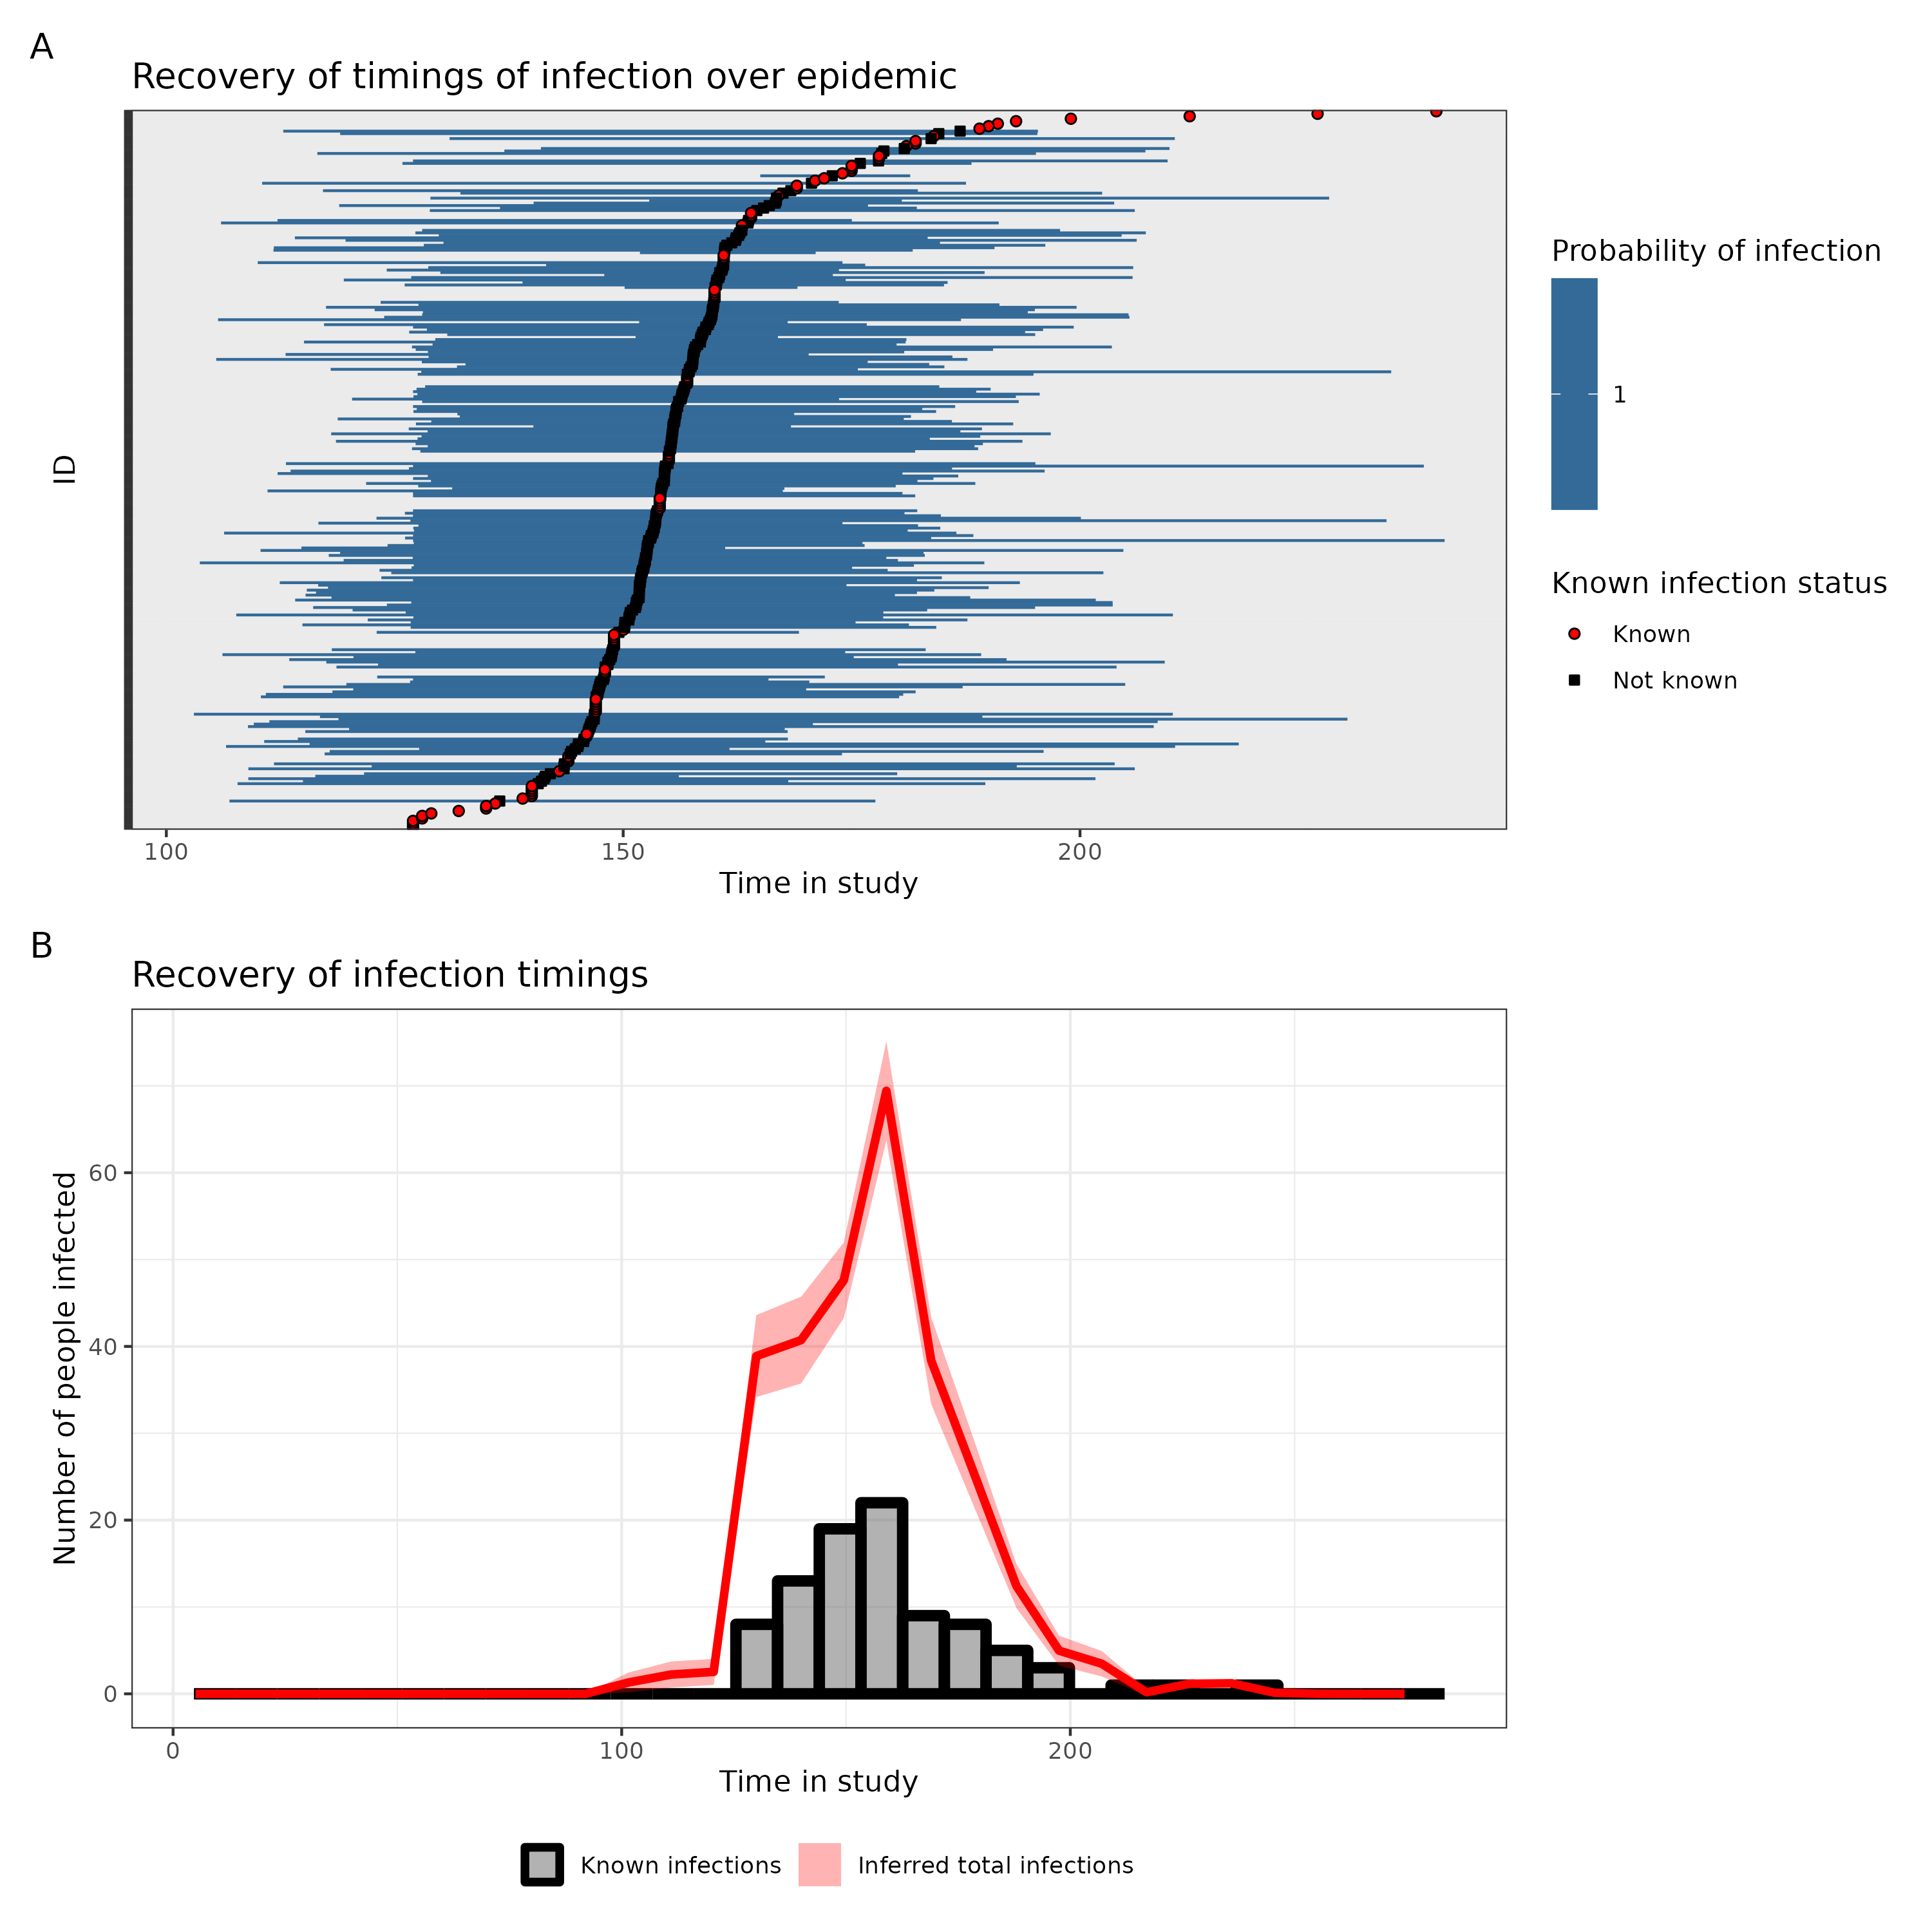 A
Recovery of timings of infection over epidemic
ID
100 150 200
Time in study
Probability of infection
1
Known infection status
Known
Not known
B
Recovery of infection timings
Number of people infected
60
40
20
0
0 100 200
Time in study
Known infections Inferred total infections